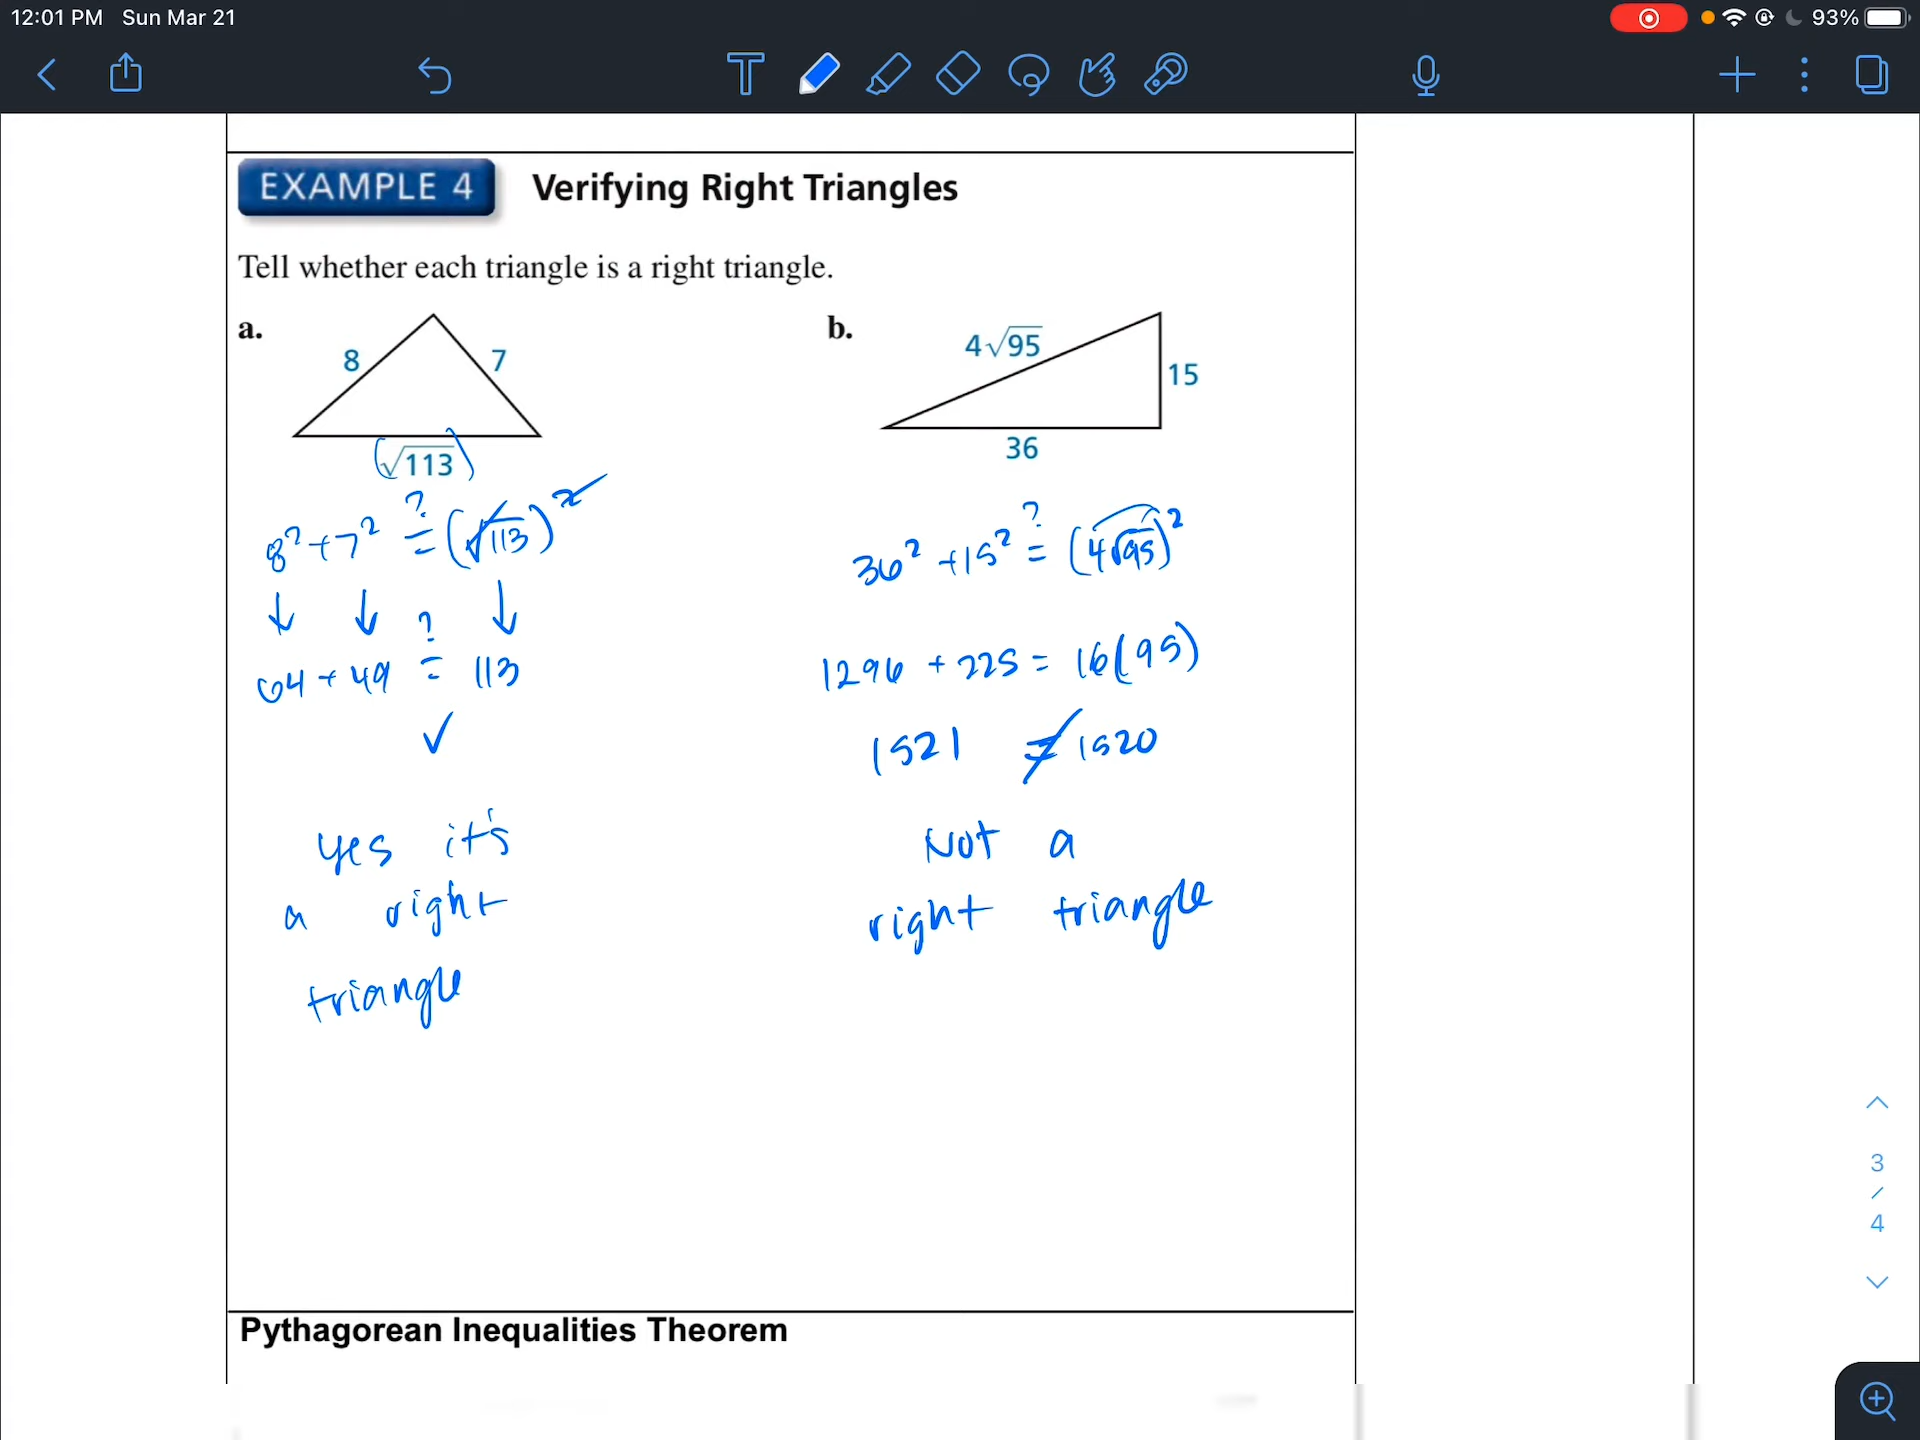 12:01 PM Sun Mar 21
93%
T
EXAMPLE 4 Verifying Right Triangles
Tell whether each triangle is a right triangle.
a.
8
7
√113
( )
8² + 7² ?= (√113)²
64 + 49 ?= 113
✓
yes it's
a right
triangle
b.
4√95
15
36
36² + 15² ?= (4√95)²
1296 + 225 = 16(95)
1521 ≠ 1520
Not a
right triangle
3
/
4
Pythagorean Inequalities Theorem